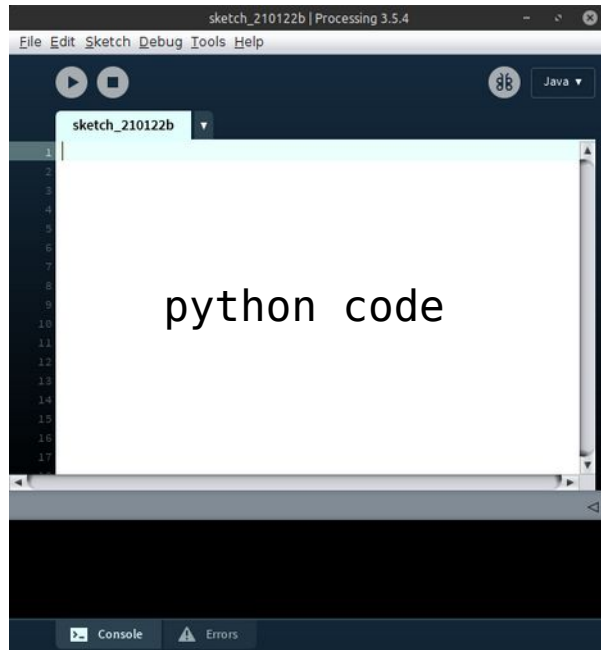 sketch_210122b | Processing 3.5.4
File Edit Sketch Debug Tools Help
Java ▼
sketch_210122b ▼
1
2
3
4
5
6
7
8
9
python code
10
11
12
13
14
15
16
17
>_ Console Errors